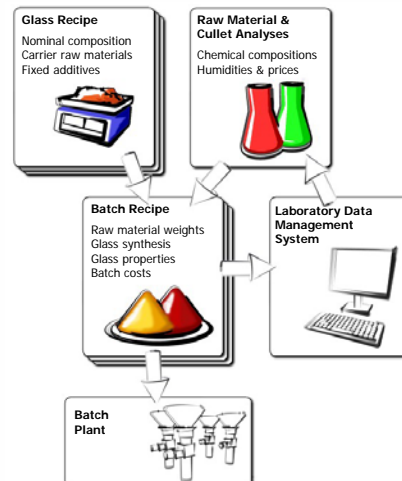 Glass Recipe
Nominal composition
Carrier raw materials
Fixed additives
Raw Material &
Cullet Analyses
Chemical compositions
Humidities & prices
Batch Recipe
Raw material weights
Glass synthesis
Glass properties
Batch costs
Laboratory Data
Management
System
Batch
Plant